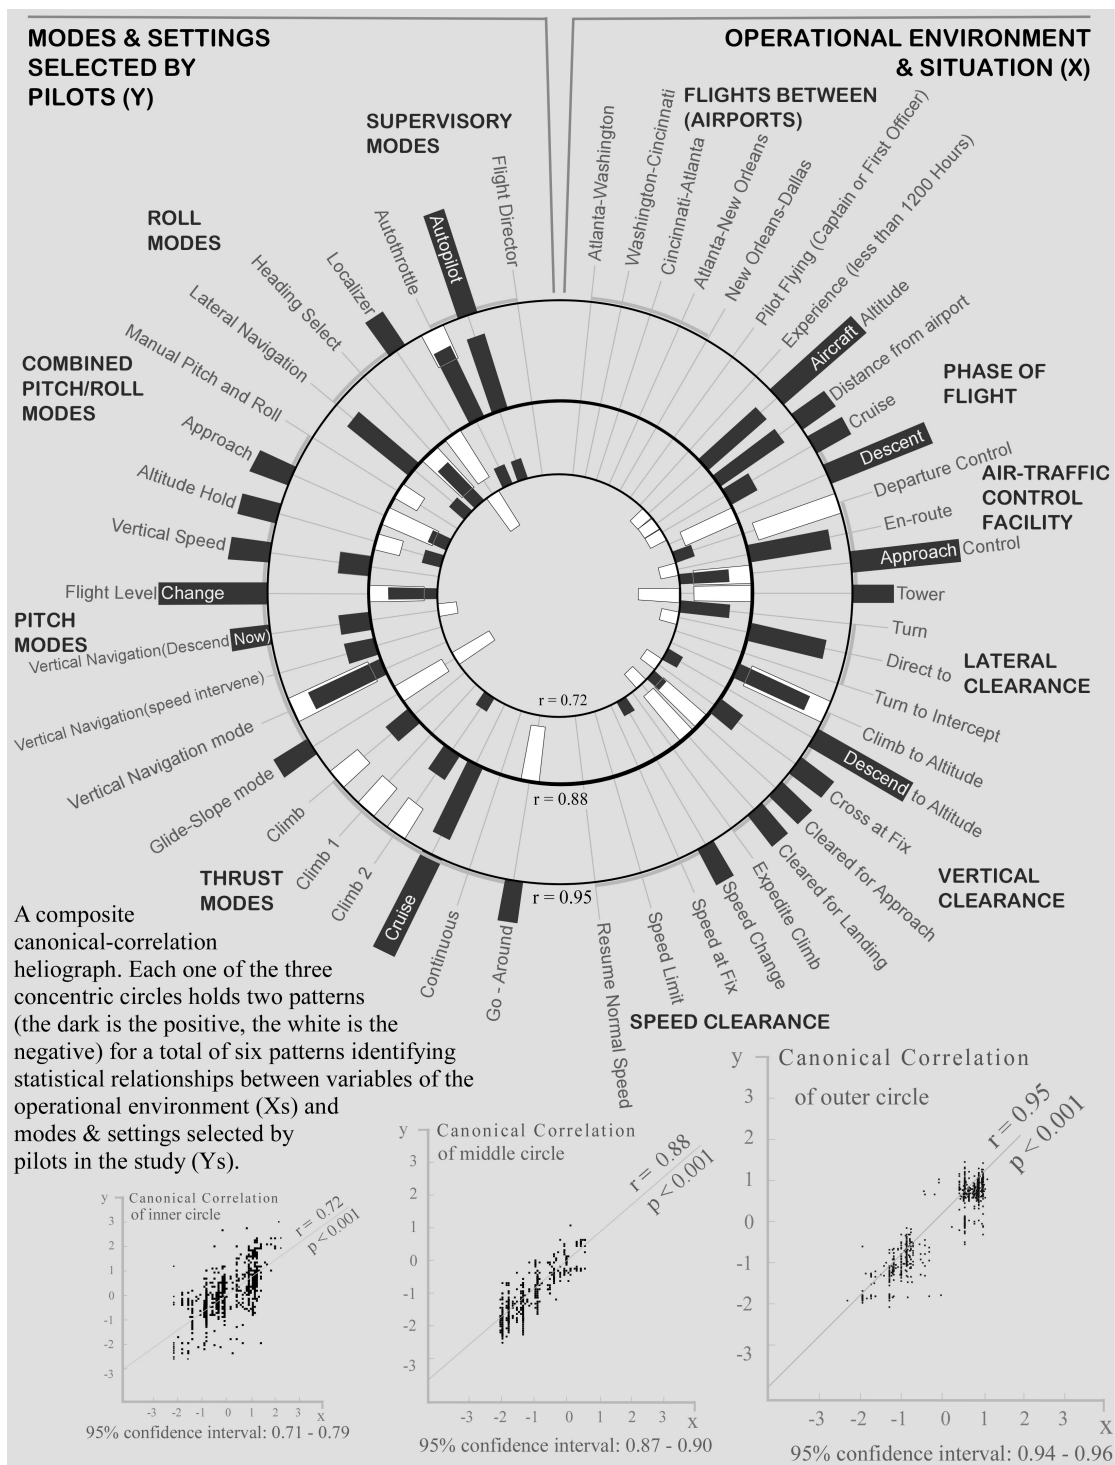 MODES & SETTINGS
SELECTED BY
PILOTS (Y)
OPERATIONAL ENVIRONMENT
& SITUATION (X)
SUPERVISORY
MODES
Flight Director
Autopilot
Autothrottle
ROLL
MODES
Localizer
Heading Select
Lateral Navigation
COMBINED
PITCH/ROLL
MODES
Manual Pitch and Roll
Approach
Altitude Hold
Vertical Speed
Flight Level Change
PITCH
MODES
Vertical Navigation(Descend Now)
Vertical Navigation(speed intervene)
Vertical Navigation mode
Glide-Slope mode
THRUST
MODES
Climb
Climb 1
Climb 2
Cruise
Continuous
Go - Around
FLIGHTS BETWEEN
(AIRPORTS)
Atlanta-Washington
Washington-Cincinnati
Cincinnati-Atlanta
Atlanta-New Orleans
New Orleans-Dallas
Pilot Flying (Captain or First Officer)
Experience (less than 1200 Hours)
Aircraft Altitude
Distance from airport
PHASE OF
FLIGHT
Cruise
Descent
AIR-TRAFFIC
CONTROL
FACILITY
Departure Control
En-route
Approach Control
Tower
LATERAL
CLEARANCE
Turn
Direct to
Turn to Intercept
VERTICAL
CLEARANCE
Climb to Altitude
Descend to Altitude
Cross at Fix
Cleared for Approach
Cleared for Landing
Expedite Climb
SPEED CLEARANCE
Speed Change
Speed at Fix
Speed Limit
Resume Normal Speed
r = 0.72
r = 0.88
r = 0.95
A composite
canonical-correlation
heliograph. Each one of the three
concentric circles holds two patterns
(the dark is the positive, the white is the
negative) for a total of six patterns identifying
statistical relationships between variables of the
operational environment (Xs) and
modes & settings selected by
pilots in the study (Ys).
y
Canonical Correlation
of inner circle
r = 0.72
p < 0.001
3
2
1
0
-1
-2
-3
-3 -2 -1 0 1 2 3 x
95% confidence interval: 0.71 - 0.79
y
Canonical Correlation
of middle circle
r = 0.88
p < 0.001
3
2
1
0
-1
-2
-3
-3 -2 -1 0 1 2 3 x
95% confidence interval: 0.87 - 0.90
y
Canonical Correlation
of outer circle
r = 0.95
p < 0.001
3
2
1
0
-1
-2
-3
-3 -2 -1 0 1 2 3 x
95% confidence interval: 0.94 - 0.96